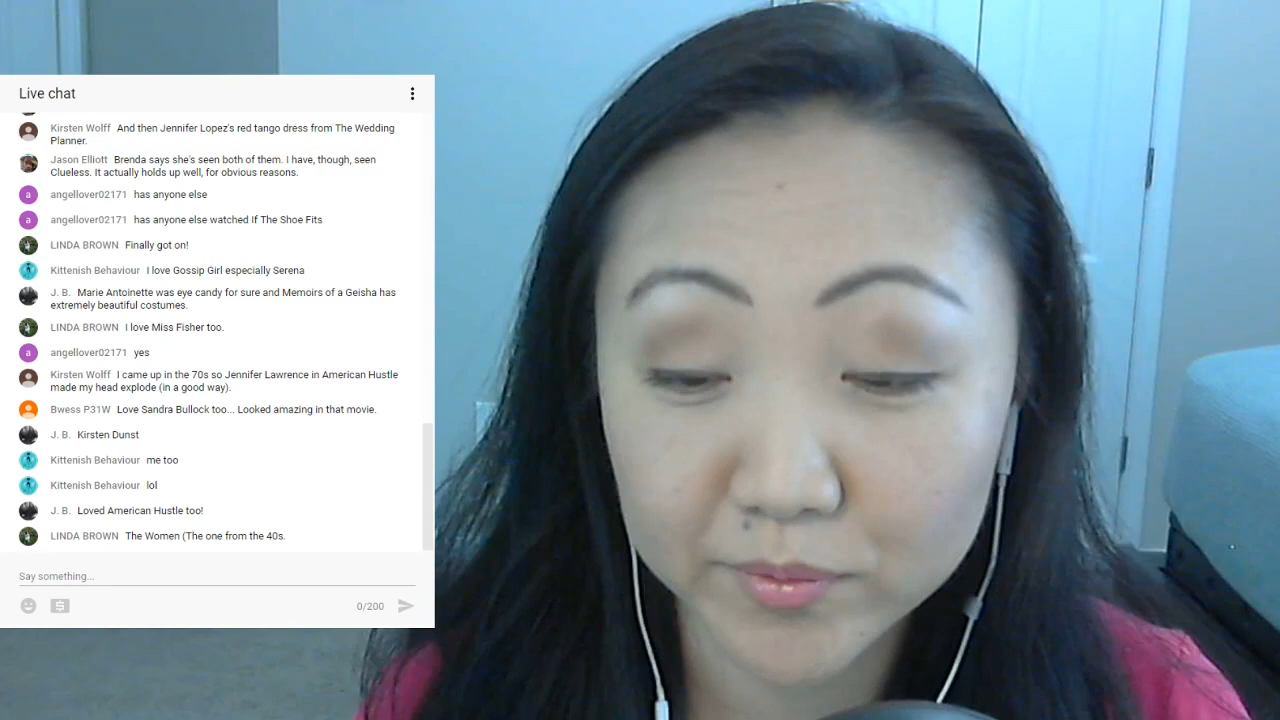 Live chat
Kirsten Wolff And then Jennifer Lopez's red tango dress from The Wedding
Planner.
Jason Elliott Brenda says she's seen both of them. I have, though, seen
Clueless. It actually holds up well, for obvious reasons.
a angellover02171 has anyone else
a angellover02171 has anyone else watched If The Shoe Fits
LINDA BROWN Finally got on!
Kittenish Behaviour I love Gossip Girl especially Serena
J. B. Marie Antoinette was eye candy for sure and Memoirs of a Geisha has
extremely beautiful costumes.
LINDA BROWN I love Miss Fisher too.
a angellover02171 yes
Kirsten Wolff I came up in the 70s so Jennifer Lawrence in American Hustle
made my head explode (in a good way).
Bwess P31W Love Sandra Bullock too... Looked amazing in that movie.
J. B. Kirsten Dunst
Kittenish Behaviour me too
Kittenish Behaviour lol
J. B. Loved American Hustle too!
LINDA BROWN The Women (The one from the 40s.
Say something...
$ 0/200